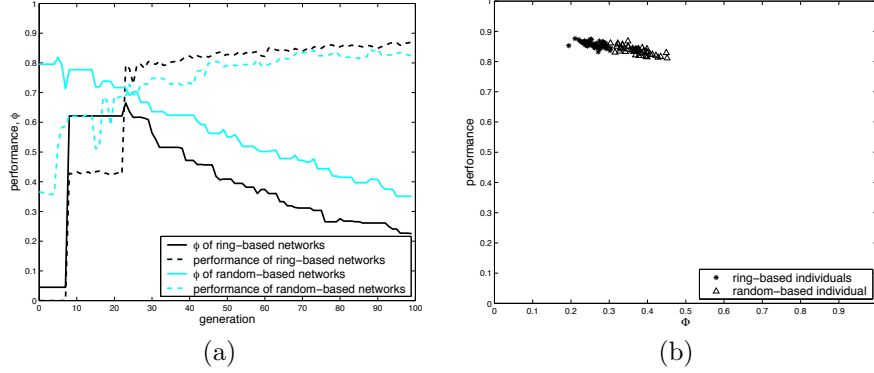 1
0.9
0.8
0.7
0.6
0.5
0.4
0.3
0.2
0.1
0
performance, ϕ
0 10 20 30 40 50 60 70 80 90 100
generation
ϕ of ring−based networks
performance of ring−based networks
ϕ of random−based networks
performance of random−based networks
(a)
1
0.9
0.8
0.7
0.6
0.5
0.4
0.3
0.2
0.1
0
performance
0 0.1 0.2 0.3 0.4 0.5 0.6 0.7 0.8 0.9
Φ
ring−based individuals
random−based individual
(b)